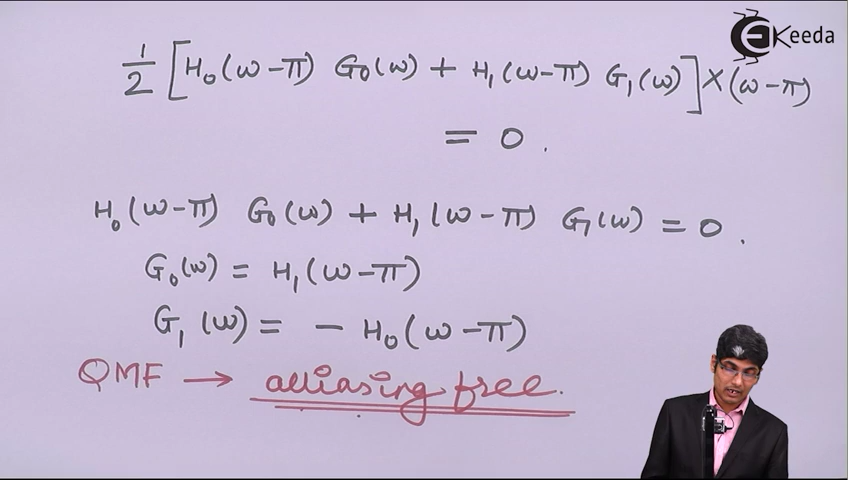 Keeda
1/2 [H₀(ω-π) G₀(ω) + H₁(ω-π) G₁(ω)] X(ω-π)
= 0.
H₀(ω-π) G₀(ω) + H₁(ω-π) G₁(ω) = 0.
G₀(ω) = H₁(ω-π)
G₁(ω) = - H₀(ω-π)
QMF → alliasing free.